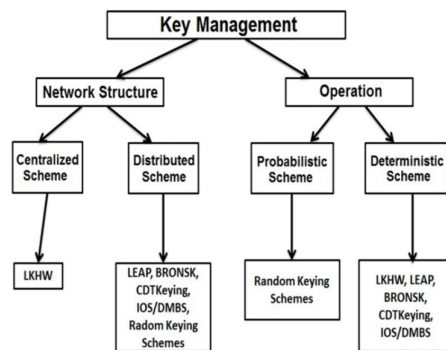 Key Management
Network Structure
Operation
Centralized
Scheme
Distributed
Scheme
Probabilistic
Scheme
Deterministic
Scheme
LKHW
LEAP, BRONSK,
CDTKeying,
IOS/DMBS,
Radom Keying
Schemes
Random Keying
Schemes
LKHW, LEAP,
BRONSK,
CDTKeying,
IOS/DMBS